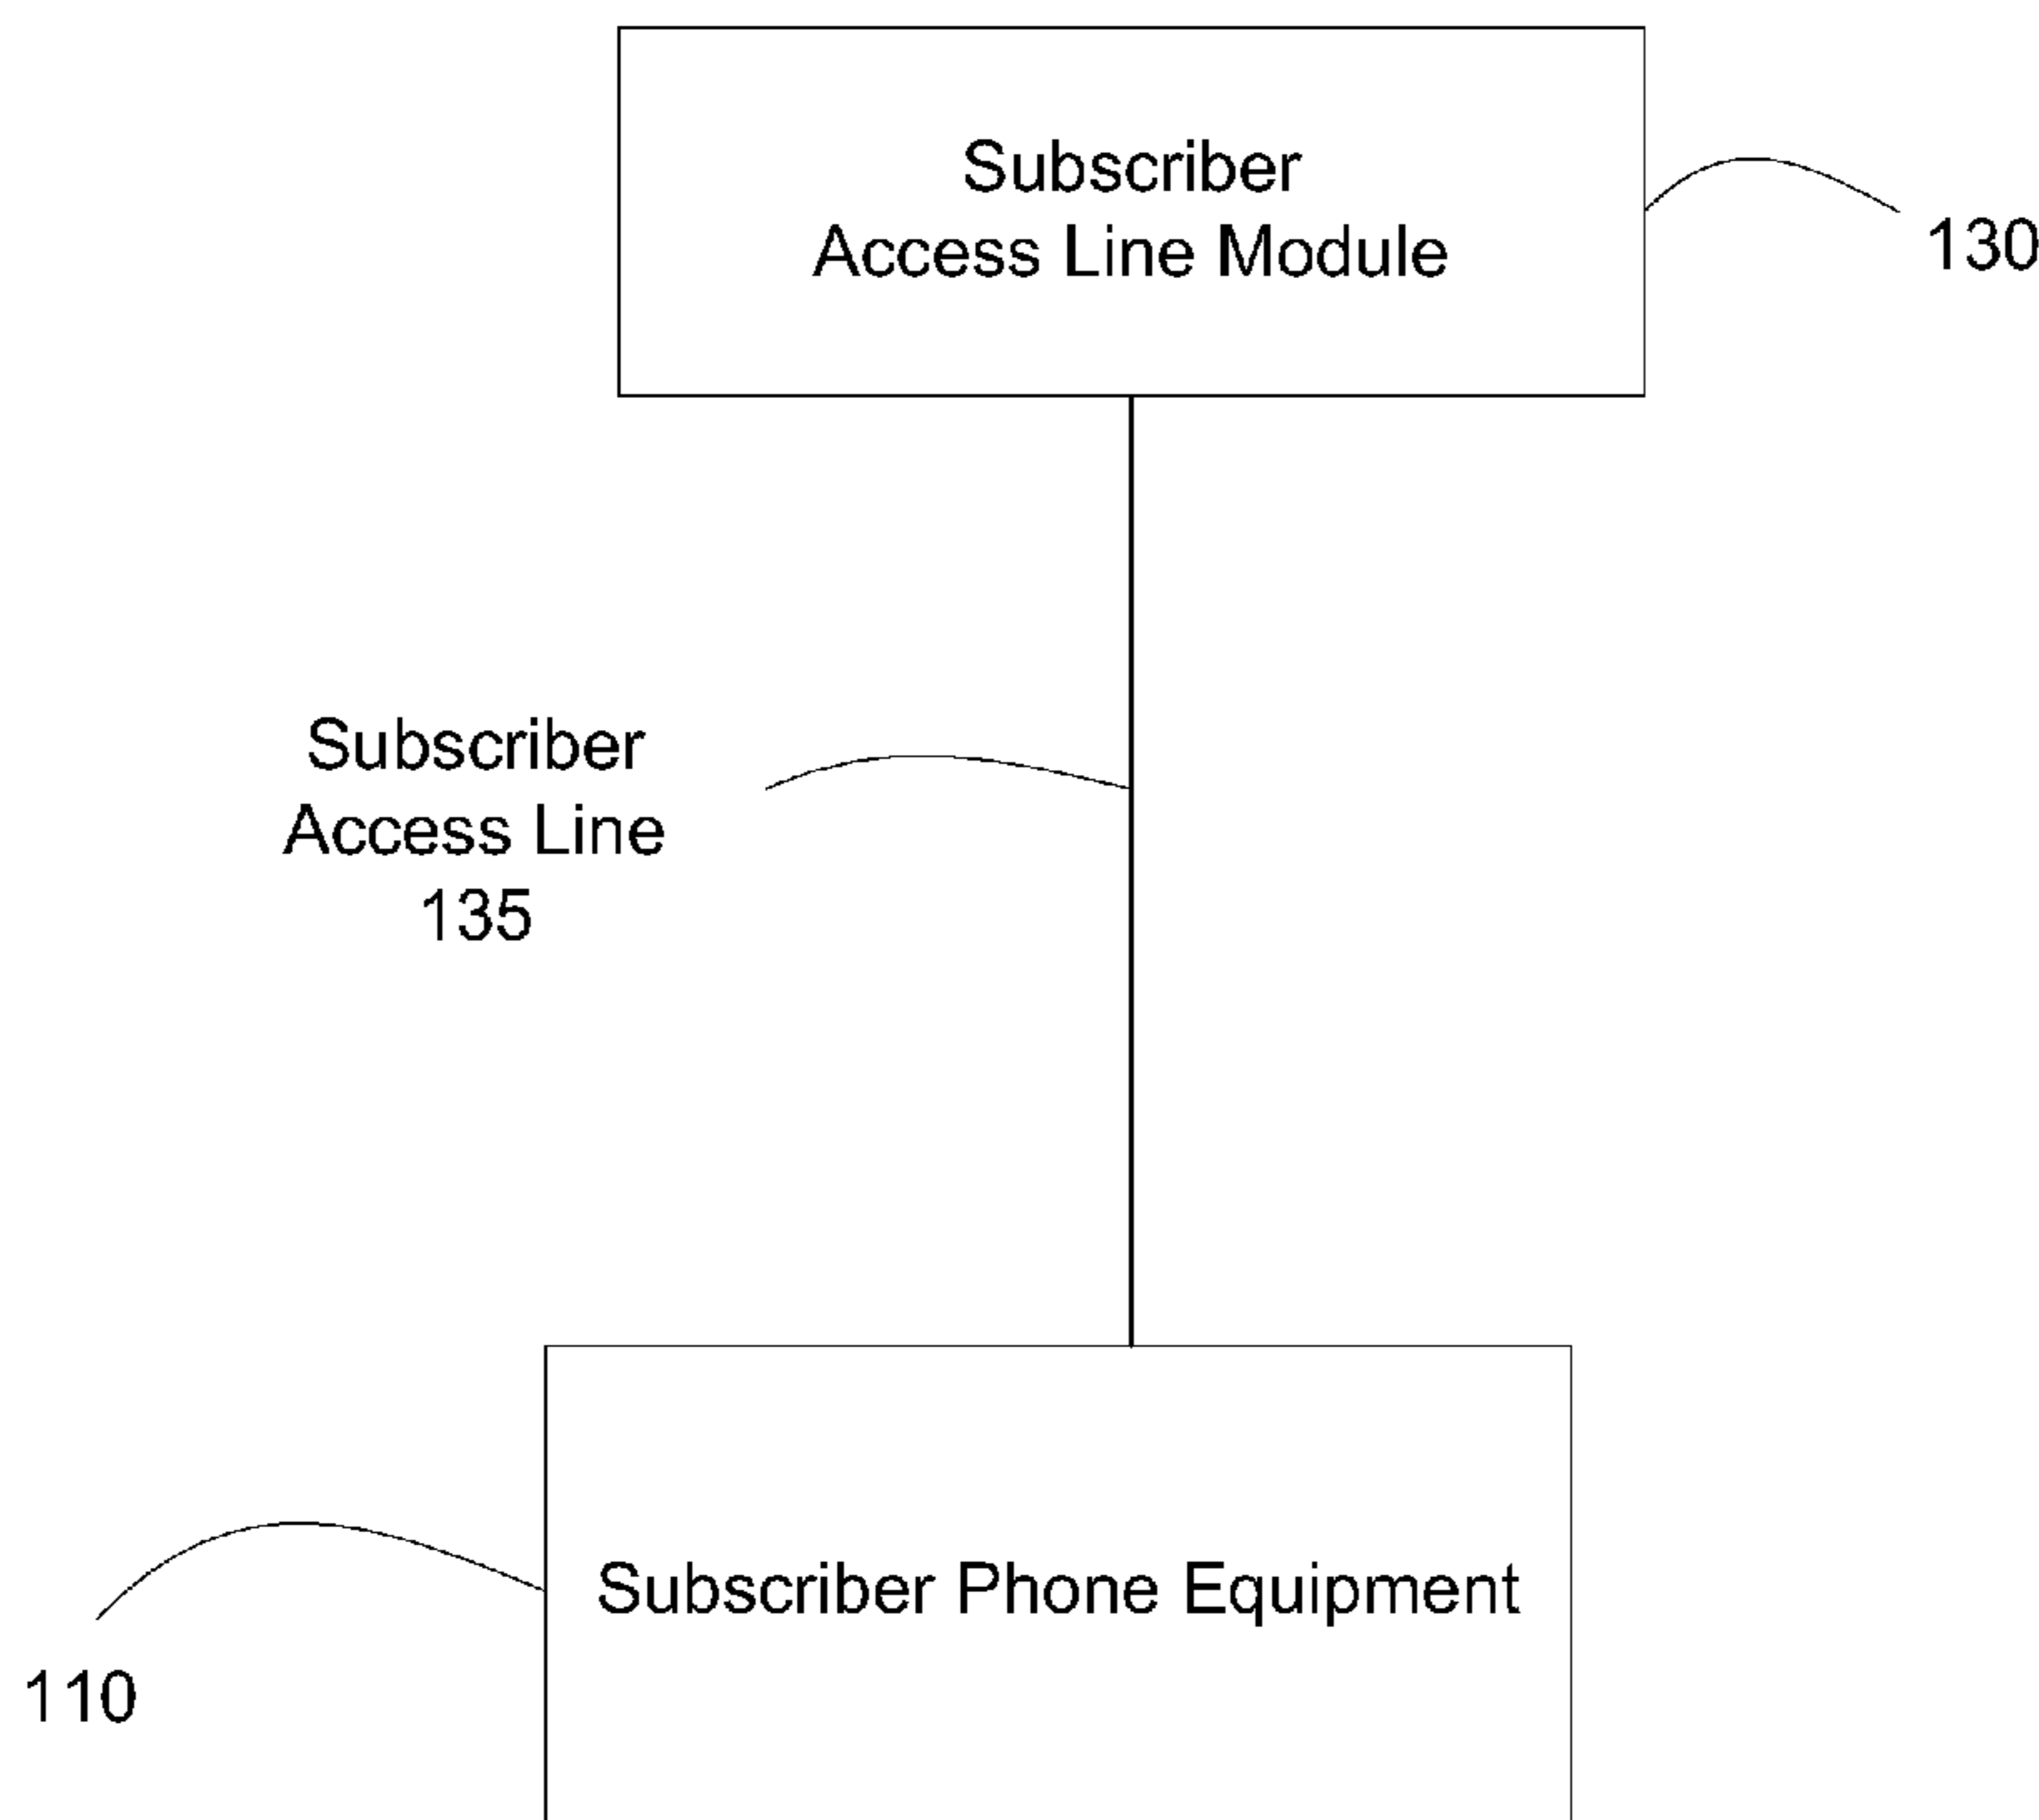 Subscriber
Access Line Module
130
Subscriber
Access Line
135
Subscriber Phone Equipment
110